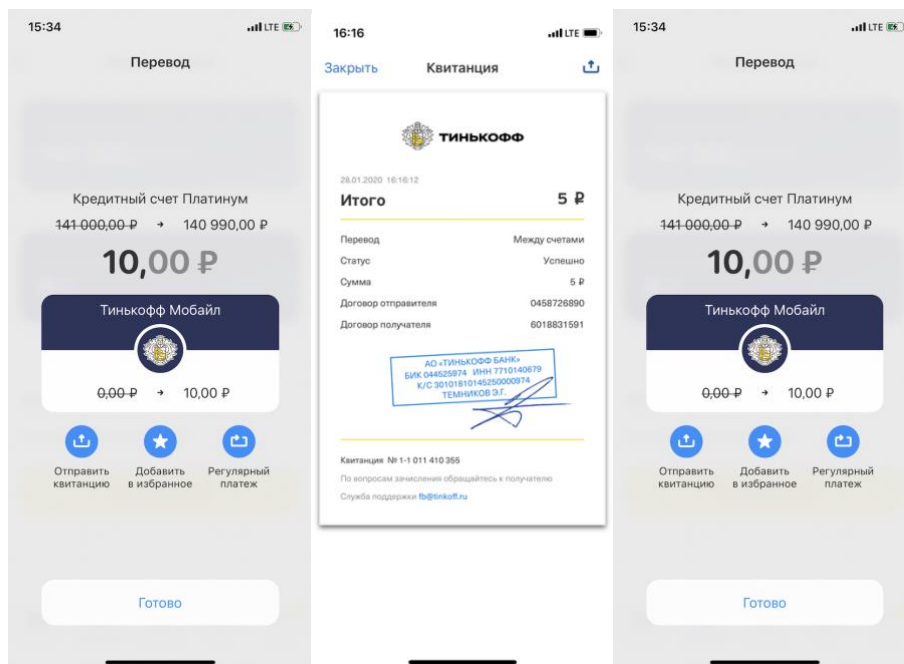 15:34
LTE
Перевод
Кредитный счет Платинум
141 000,00 ₽ → 140 990,00 ₽
10,00 ₽
Тинькофф Мобайл
0,00 ₽ → 10,00 ₽
Отправить квитанцию
Добавить в избранное
Регулярный платеж
Готово
16:16
LTE
Закрыть Квитанция
ТИНЬКОФФ
28.01.2020 16:16:12
Итого 5 ₽
Перевод Между счетами
Статус Успешно
Сумма 5 ₽
Договор отправителя 0458726890
Договор получателя 6018831591
АО «ТИНЬКОФФ БАНК»
БИК 044525974 ИНН 7710140679
К/С 30101810145250000974
ТЕМНИКОВ Э.Г.
Квитанция № 1-1 011 410 355
По вопросам зачисления обращайтесь к получателю
Служба поддержки fb@tinkoff.ru
15:34
LTE
Перевод
Кредитный счет Платинум
141 000,00 ₽ → 140 990,00 ₽
10,00 ₽
Тинькофф Мобайл
0,00 ₽ → 10,00 ₽
Отправить квитанцию
Добавить в избранное
Регулярный платеж
Готово